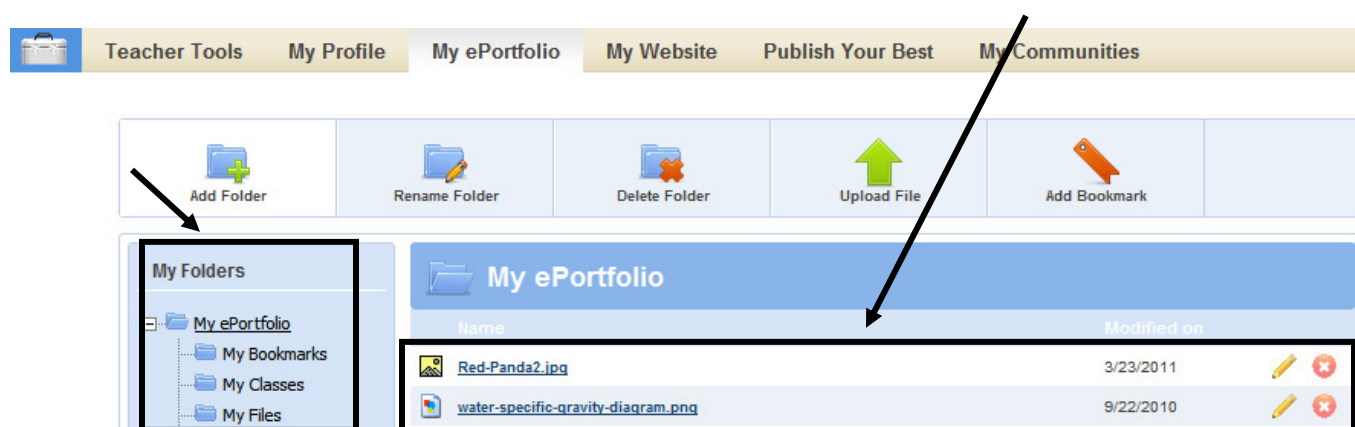 Teacher Tools My Profile My ePortfolio My Website Publish Your Best My Communities
Add Folder Rename Folder Delete Folder Upload File Add Bookmark
My Folders
My ePortfolio
My Bookmarks
My Classes
My Files
My ePortfolio
Name Modified on
Red-Panda2.jpg 3/23/2011
water-specific-gravity-diagram.png 9/22/2010